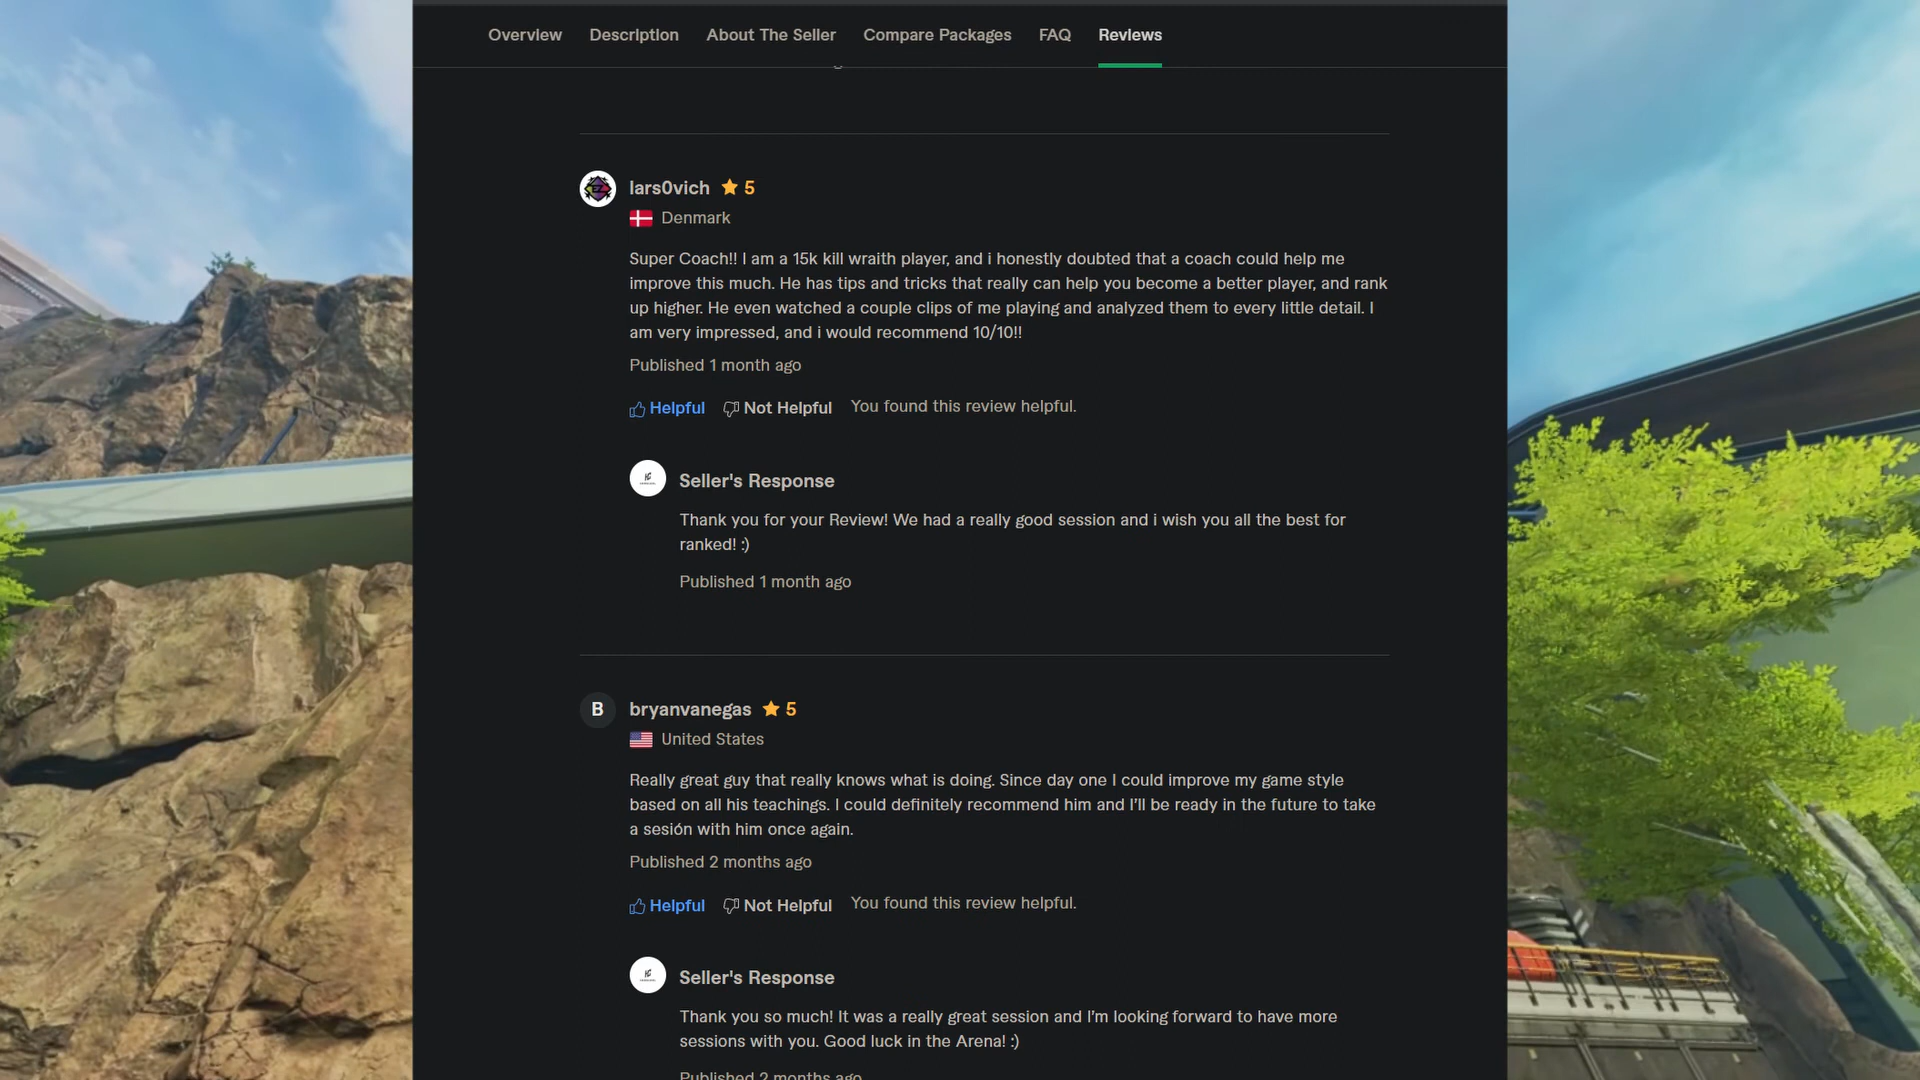 Overview Description About The Seller Compare Packages FAQ Reviews
lars0vich 5
Denmark
Super Coach!! I am a 15k kill wraith player, and i honestly doubted that a coach could help me
improve this much. He has tips and tricks that really can help you become a better player, and rank
up higher. He even watched a couple clips of me playing and analyzed them to every little detail. I
am very impressed, and i would recommend 10/10!!
Published 1 month ago
Helpful Not Helpful You found this review helpful.
Seller's Response
Thank you for your Review! We had a really good session and i wish you all the best for
ranked! :)
Published 1 month ago
B bryanvanegas 5
United States
Really great guy that really knows what is doing. Since day one I could improve my game style
based on all his teachings. I could definitely recommend him and I'll be ready in the future to take
a sesión with him once again.
Published 2 months ago
Helpful Not Helpful You found this review helpful.
Seller's Response
Thank you so much! It was a really great session and I'm looking forward to have more
sessions with you. Good luck in the Arena! :)
Published 2 months ago